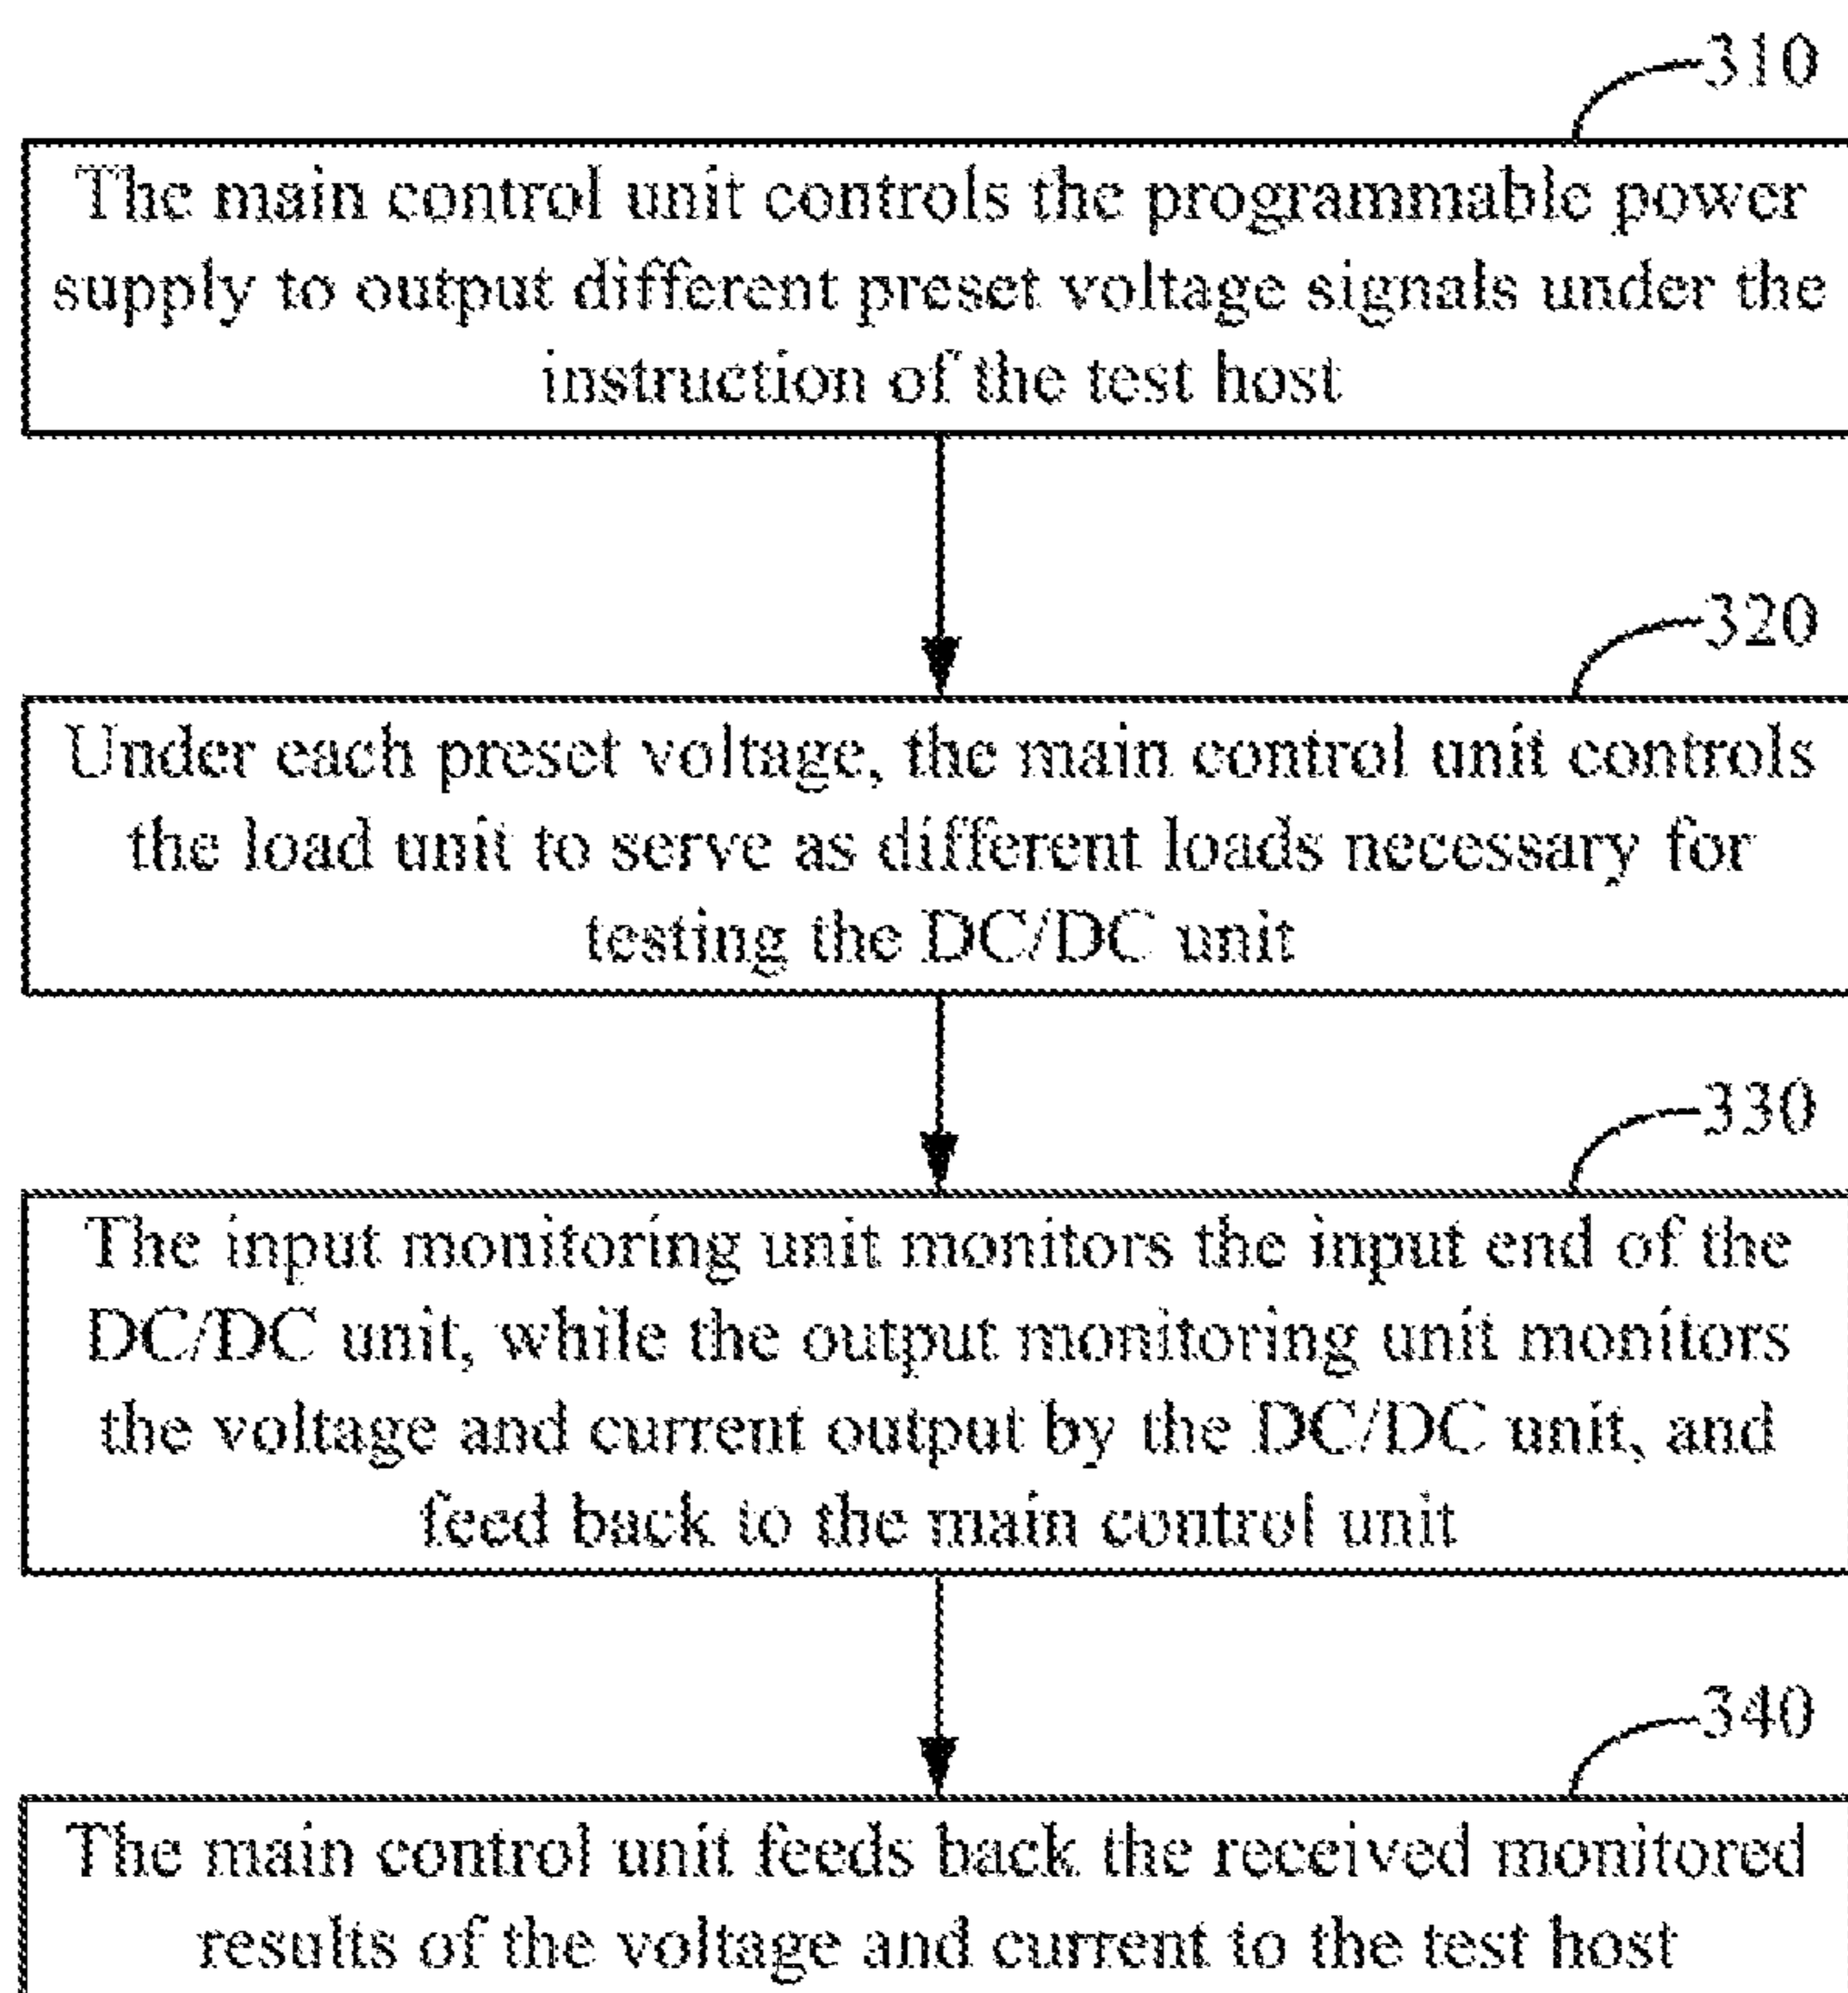 310
The main control unit controls the programmable power
supply to output different preset voltage signals under the
instruction of the test host
320
Under each preset voltage, the main control unit controls
the load unit to serve as different loads necessary for
testing the DC/DC unit
330
The input monitoring unit monitors the input end of the
DC/DC unit, while the output monitoring unit monitors
the voltage and current output by the DC/DC unit, and
feed back to the main control unit
340
The main control unit feeds back the received monitored
results of the voltage and current to the test host